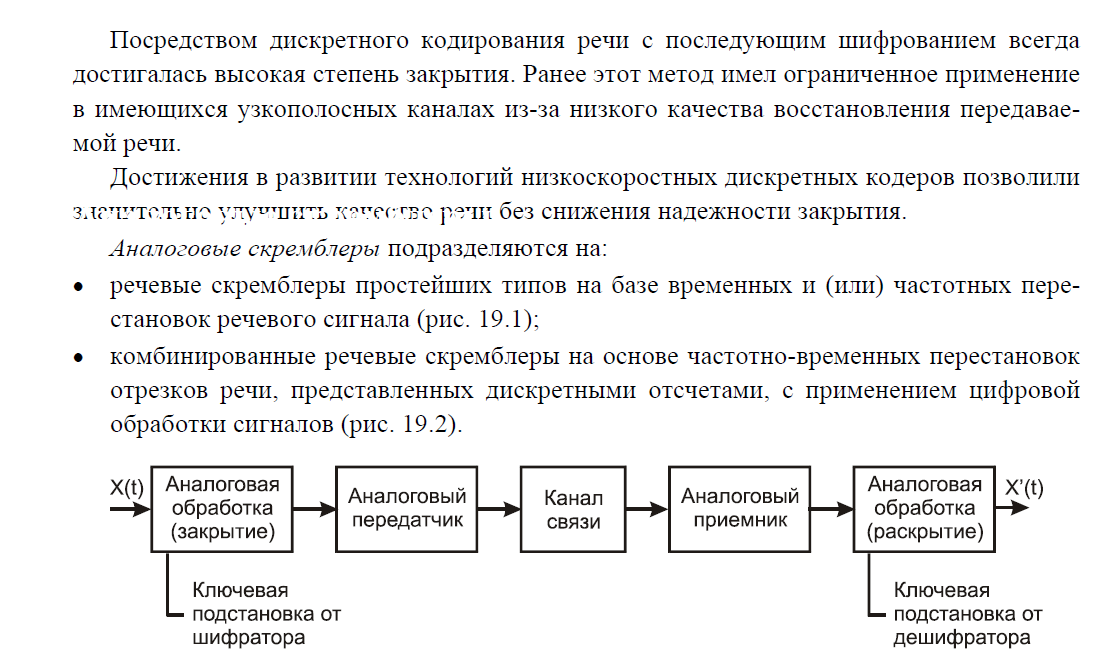 Посредством дискретного кодирования речи с последующим шифрованием всегда
достигалась высокая степень закрытия. Ранее этот метод имел ограниченное применение
в имеющихся узкополосных каналах из-за низкого качества восстановления передавае-
мой речи.
Достижения в развитии технологий низкоскоростных дискретных кодеров позволили
значительно улучшить качество речи без снижения надежности закрытия.
Аналоговые скремблеры подразделяются на:
• речевые скремблеры простейших типов на базе временных и (или) частотных пере-
становок речевого сигнала (рис. 19.1);
• комбинированные речевые скремблеры на основе частотно-временных перестановок
отрезков речи, представленных дискретными отсчетами, с применением цифровой
обработки сигналов (рис. 19.2).
X(t)
Аналоговая
обработка
(закрытие)
Аналоговый
передатчик
Канал
связи
Аналоговый
приемник
Аналоговая
обработка
(раскрытие)
X’(t)
Ключевая
подстановка от
шифратора
Ключевая
подстановка от
дешифратора